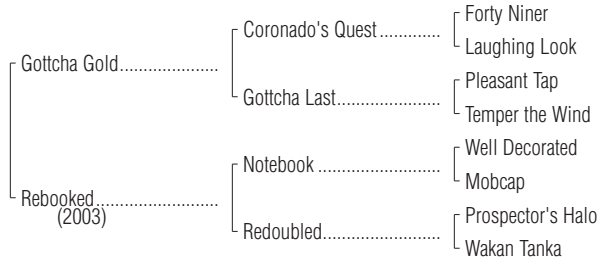 Forty Niner
Coronado's Quest.............
Laughing Look
Gottcha Gold.....................
Pleasant Tap
Gottcha Last......................
Temper the Wind
Well Decorated
Notebook .......................
Mobcap
Rebooked..........................
(2003)
Prospector's Halo
Redoubled.........................
Wakan Tanka